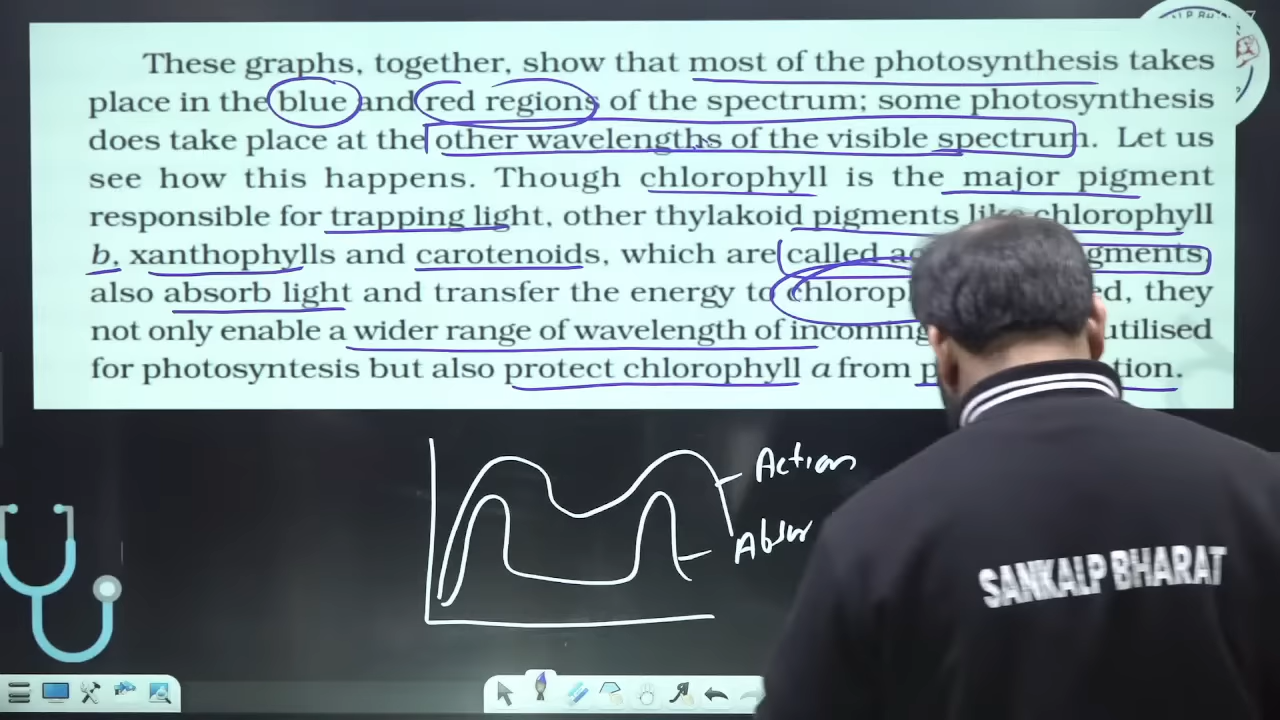 These graphs, together, show that most of the photosynthesis takes
place in the blue and red regions of the spectrum; some photosynthesis
does take place at the other wavelengths of the visible spectrum. Let us
see how this happens. Though chlorophyll is the major pigment
responsible for trapping light, other thylakoid pigments like chlorophyll
b, xanthophylls and carotenoids, which are called
also absorb light and transfer the energy to they
not only enable a wider range of wavelength of incoming utilised
for photosyntesis but also protect chlorophyll a from
Action
Absor
SANKALP BHARAT